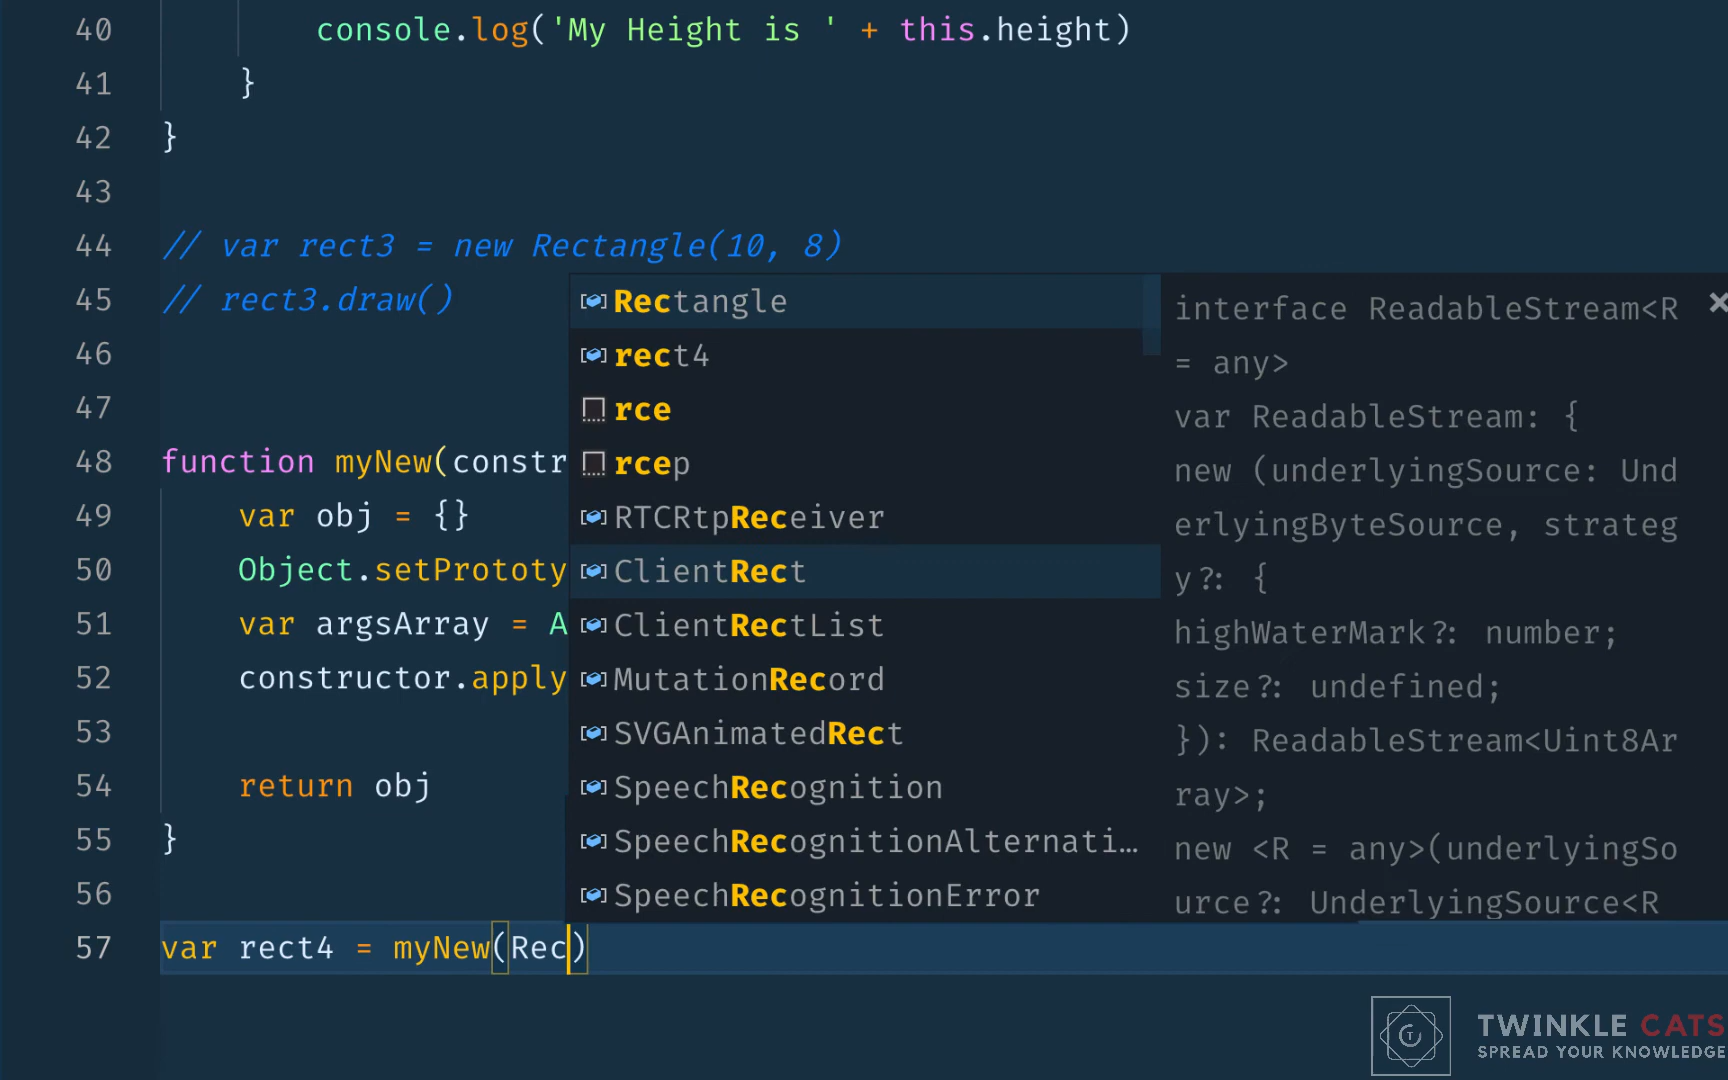 40 console.log('My Height is ' + this.height)
41 }
42 }
43
44 // var rect3 = new Rectangle(10, 8)
45 // rect3.draw()
46
47
48 function myNew(constr
49 var obj = {}
50 Object.setPrototy
51 var argsArray = A
52 constructor.apply
53
54 return obj
55 }
56
57 var rect4 = myNew(Rec)
Rectangle
rect4
rce
rcep
RTCRtpReceiver
ClientRect
ClientRectList
MutationRecord
SVGAnimatedRect
SpeechRecognition
SpeechRecognitionAlternati…
SpeechRecognitionError
interface ReadableStream<R
= any>
var ReadableStream: {
new (underlyingSource: Und
erlyingByteSource, strateg
y?: {
highWaterMark?: number;
size?: undefined;
}): ReadableStream<Uint8Ar
ray>;
new <R = any>(underlyingSo
urce?: UnderlyingSource<R
TWINKLE CATS
SPREAD YOUR KNOWLEDGE